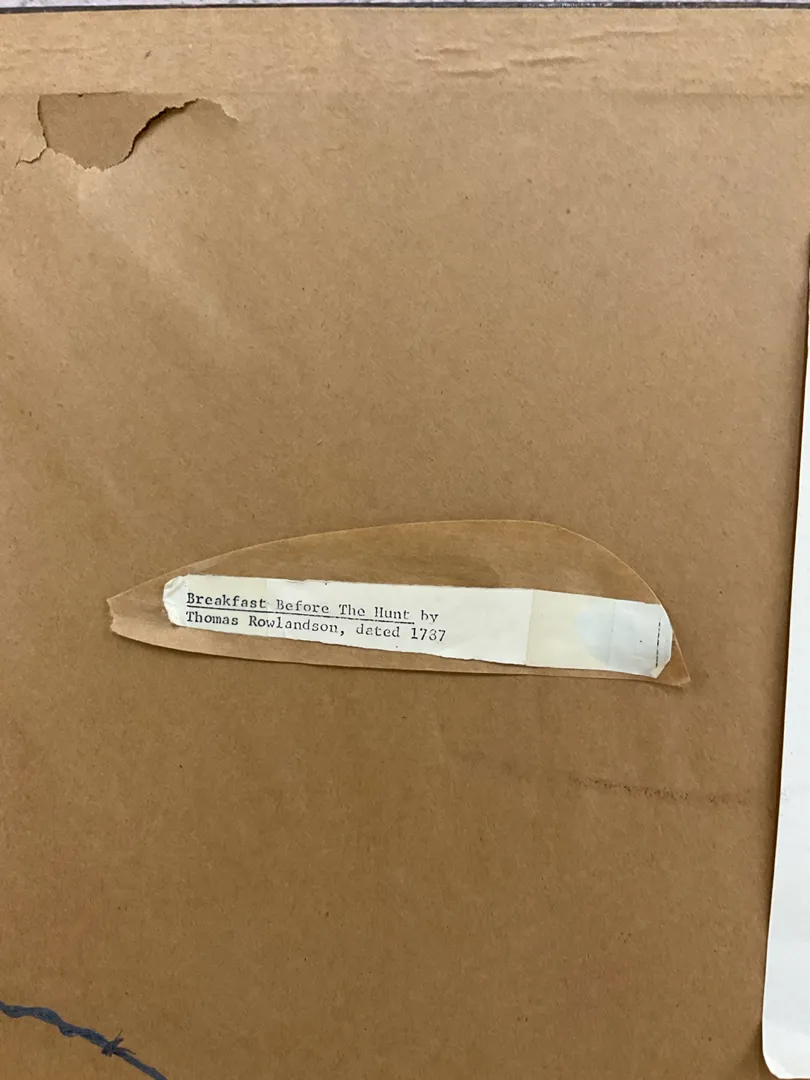 Breakfast Before The Hunt by
Thomas Rowlandson, dated 1737